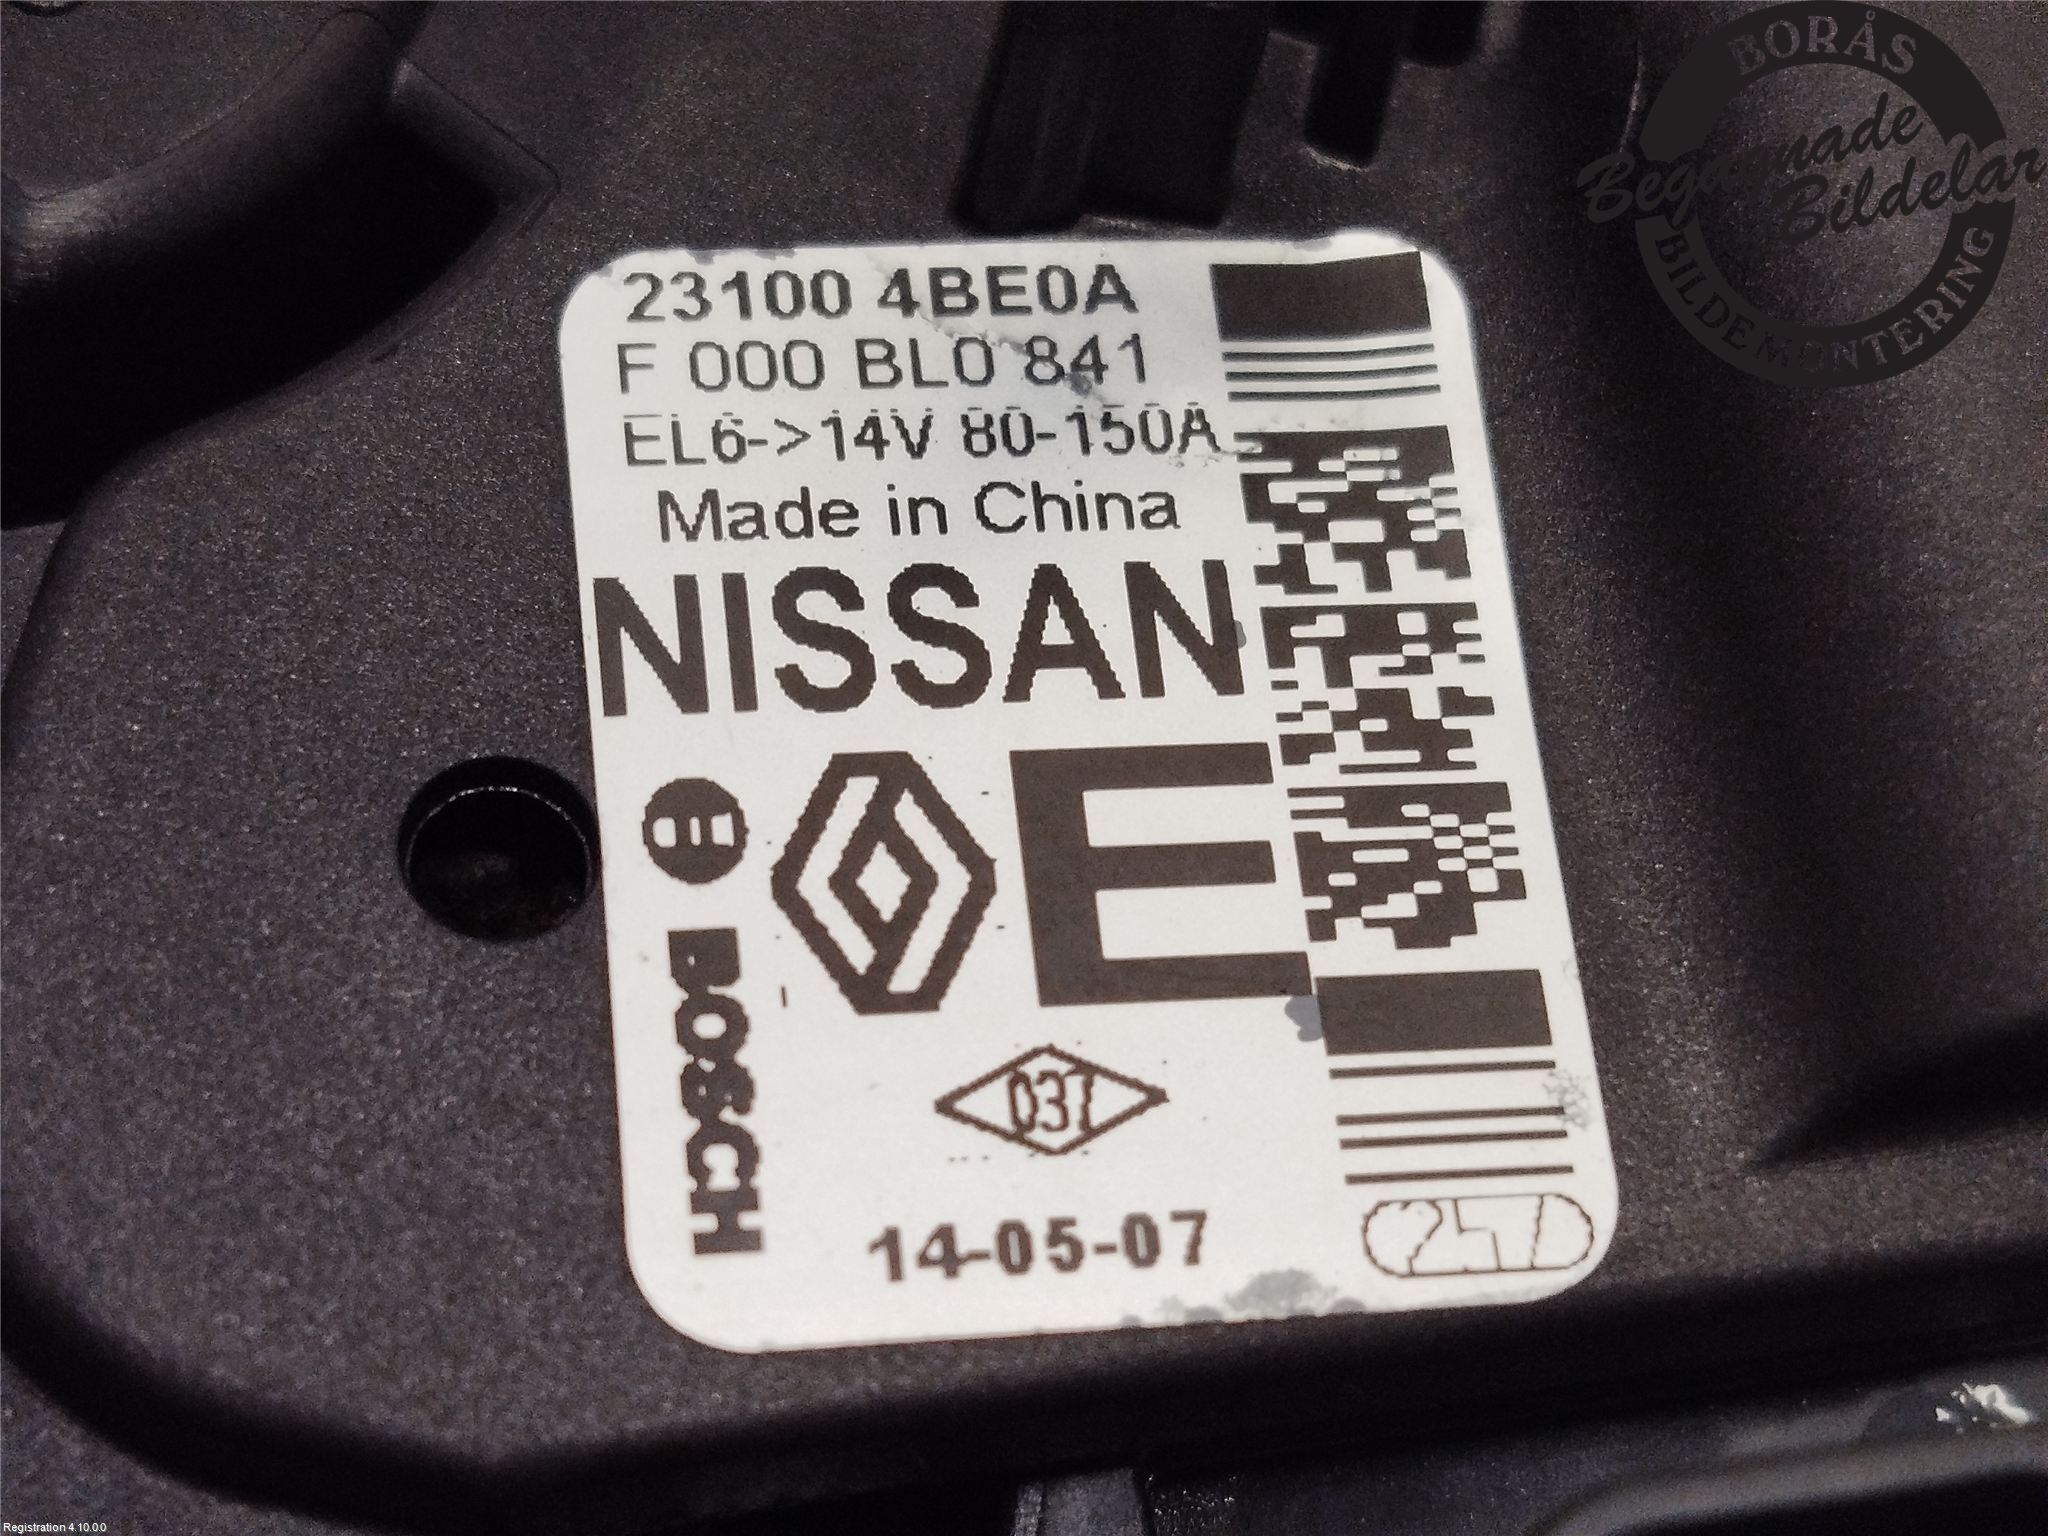 BORÅS
Begagnade
Bildelar
BILDEMONTERING
23100 4BE0A
F 000 BL0 841
EL6->14V 80-150A
Made in China
NISSAN
E
BOSCH
037
14-05-07
Registration 4.10.0.0